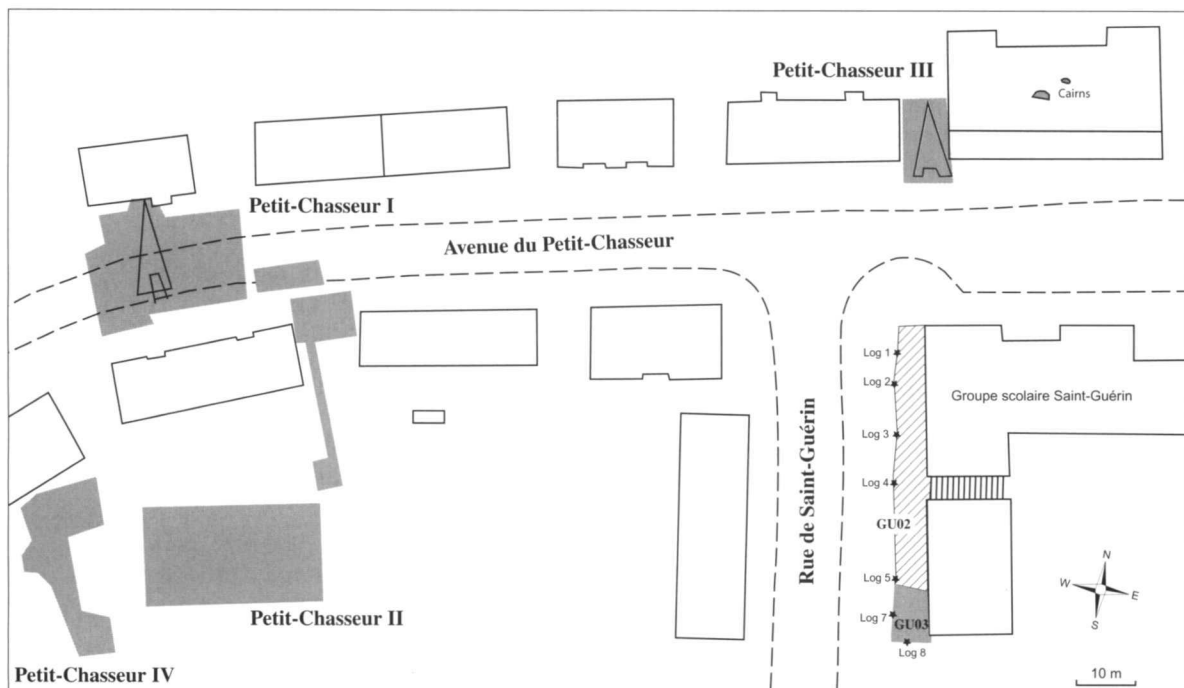 Petit-Chasseur III
Cairns
Petit-Chasseur I
Avenue du Petit-Chasseur
Log 1
Log 2
Groupe scolaire Saint-Guérin
Log 3
Log 4
Rue de Saint-Guérin
GU02
Log 5
N
W
E
S
Petit-Chasseur II
Log 7
GU03
Log 8
Petit-Chasseur IV
10 m